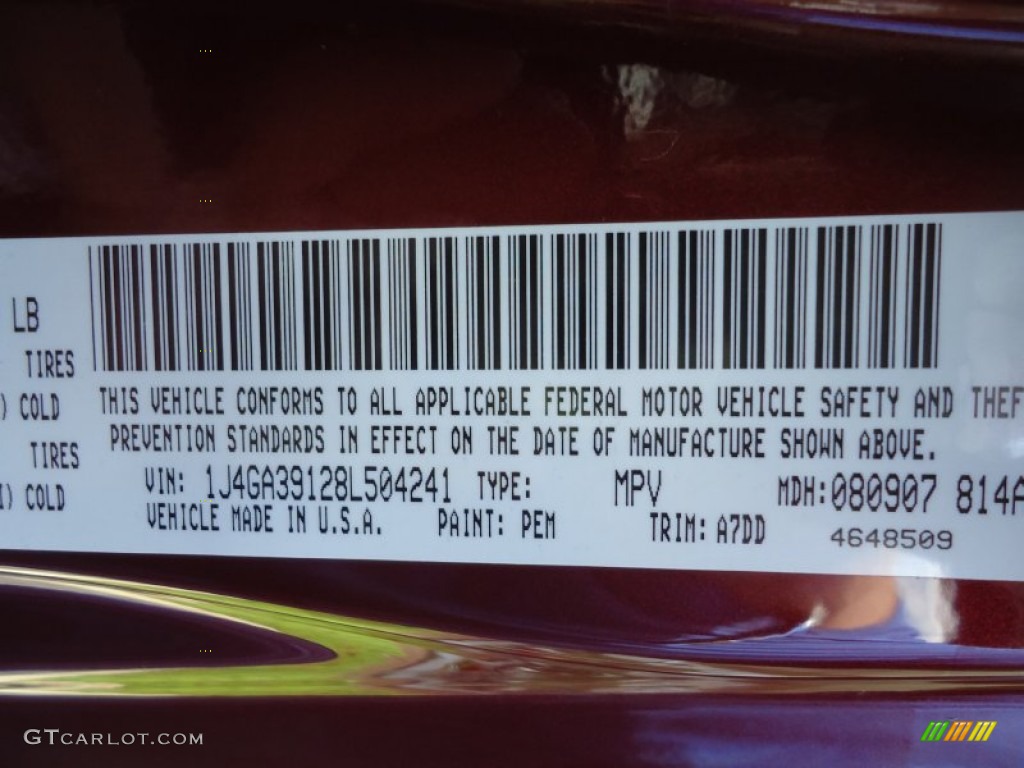 LB
TIRES
) COLD
TIRES
) COLD
THIS VEHICLE CONFORMS TO ALL APPLICABLE FEDERAL MOTOR VEHICLE SAFETY AND THEF
PREVENTION STANDARDS IN EFFECT ON THE DATE OF MANUFACTURE SHOWN ABOVE.
VIN: 1J4GA39128L504241 TYPE: MPV MDH:080907 814A
VEHICLE MADE IN U.S.A. PAINT: PEM TRIM: A7DD 4648509
GTCARLOT.COM